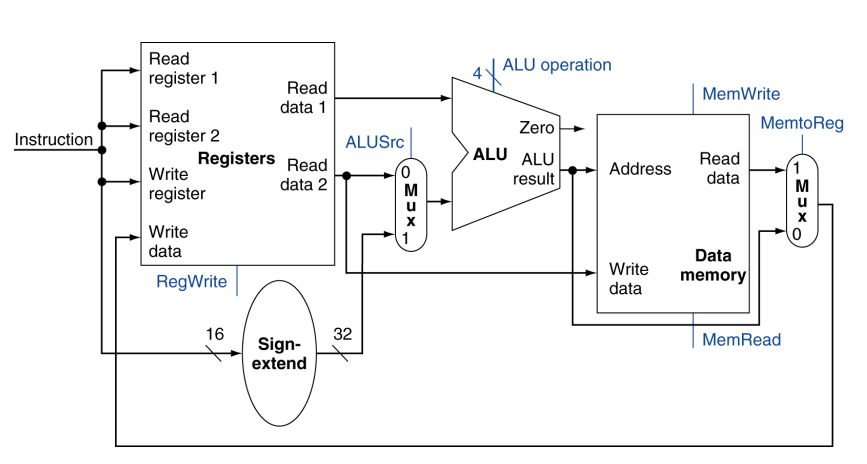 Instruction
Read
register 1
Read
register 2
Write
register
Write
data
Registers
Read
data 1
Read
data 2
RegWrite
16
Sign-
extend
32
ALUSrc
0
M
u
x
1
4
ALU operation
ALU
Zero
ALU
result
MemWrite
Address
Read
data
Write
data
Data
memory
MemRead
MemtoReg
1
M
u
x
0